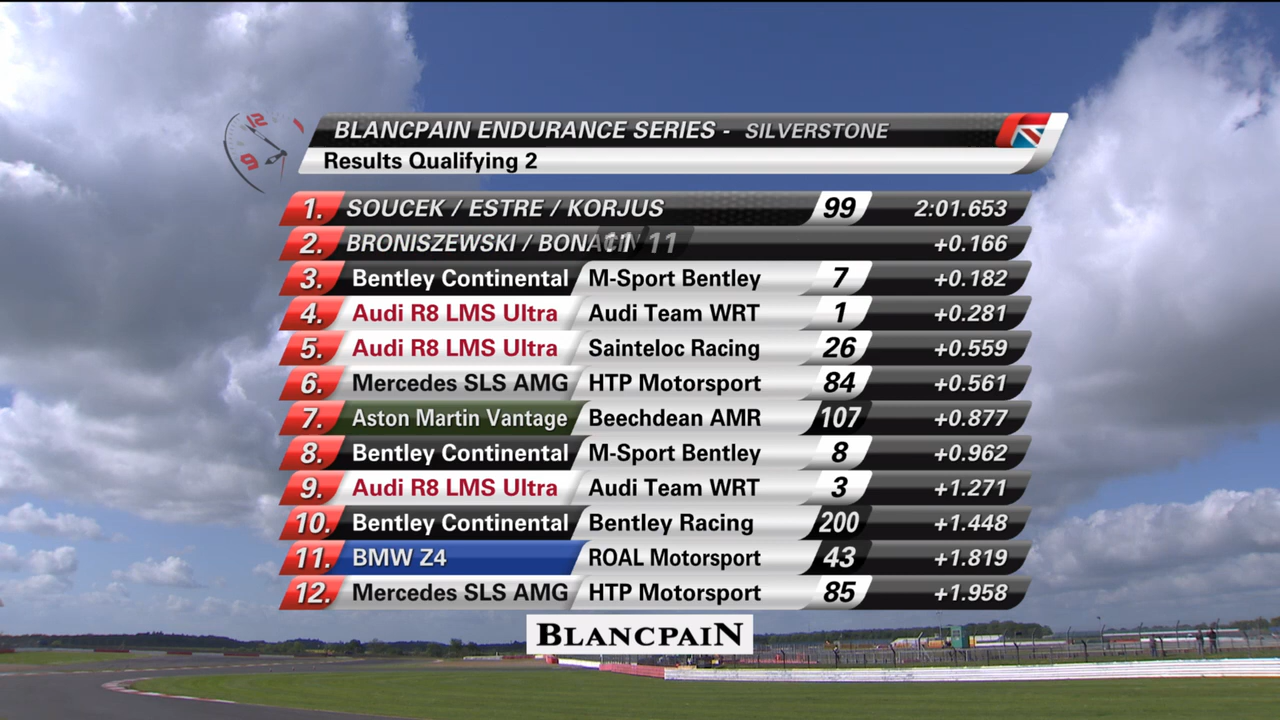 BLANCPAIN ENDURANCE SERIES - SILVERSTONE
Results Qualifying 2
1. SOUCEK / ESTRE / KORJUS 99 2:01.653
2. BRONISZEWSKI / 11 +0.166
3. Bentley Continental M-Sport Bentley 7 +0.182
4. Audi R8 LMS Ultra Audi Team WRT 1 +0.281
5. Audi R8 LMS Ultra Sainteloc Racing 26 +0.559
6. Mercedes SLS AMG HTP Motorsport 84 +0.561
7. Aston Martin Vantage Beechdean AMR 107 +0.877
8. Bentley Continental M-Sport Bentley 8 +0.962
9. Audi R8 LMS Ultra Audi Team WRT 3 +1.271
10. Bentley Continental Bentley Racing 200 +1.448
11. BMW Z4 ROAL Motorsport 43 +1.819
12. Mercedes SLS AMG HTP Motorsport 85 +1.958
BLANCPAIN